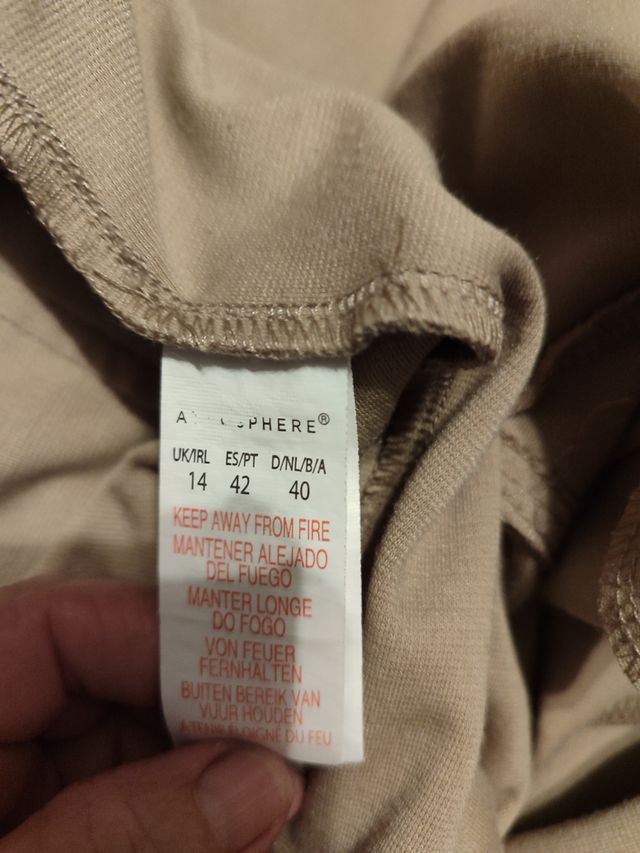 UK/IRL ES/PT D/NL/B/A
14 42 40
KEEP AWAY FROM FIRE
MANTENER ALEJADO
DEL FUEGO
MANTER LONGE
DO FOGO
VON FEUER
FERNHALTEN
BUITEN BEREIK VAN
VUUR HOUDEN
DU FEU